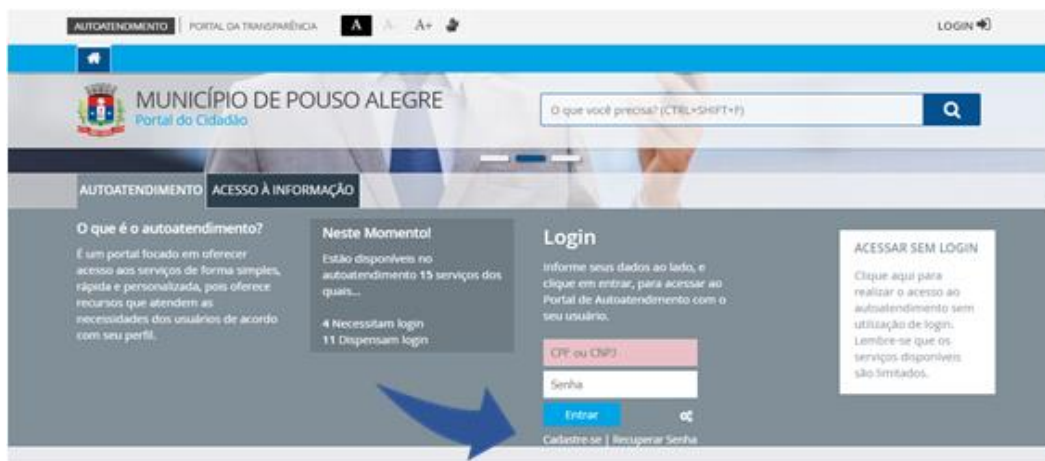 AUTOATENDIMENTO | PORTAL DA TRANSPARÊNCIA A A- A+
LOGIN
MUNICÍPIO DE POUSO ALEGRE
Portal do Cidadão
O que você precisa? (CTRL+SHIFT+F)
AUTOATENDIMENTO ACESSO À INFORMAÇÃO
O que é o autoatendimento?
É um portal focado em oferecer
acesso aos serviços de forma simples,
rápida e personalizada, pois oferece
recursos que atendem as
necessidades dos usuários de acordo
com seu perfil.
Neste Momento!
Estão disponíveis no
autoatendimento 15 serviços dos
quais...
4 Necessitam login
11 Dispensam login
Login
Informe seus dados ao lado, e
clique em entrar, para acessar ao
Portal de Autoatendimento com o
seu usuário.
CPF ou CNPJ
Senha
Entrar
Cadastre-se | Recuperar Senha
ACESSAR SEM LOGIN
Clique aqui para
realizar o acesso ao
autoatendimento sem
utilização de login.
Lembre-se que os
serviços disponíveis
são limitados.